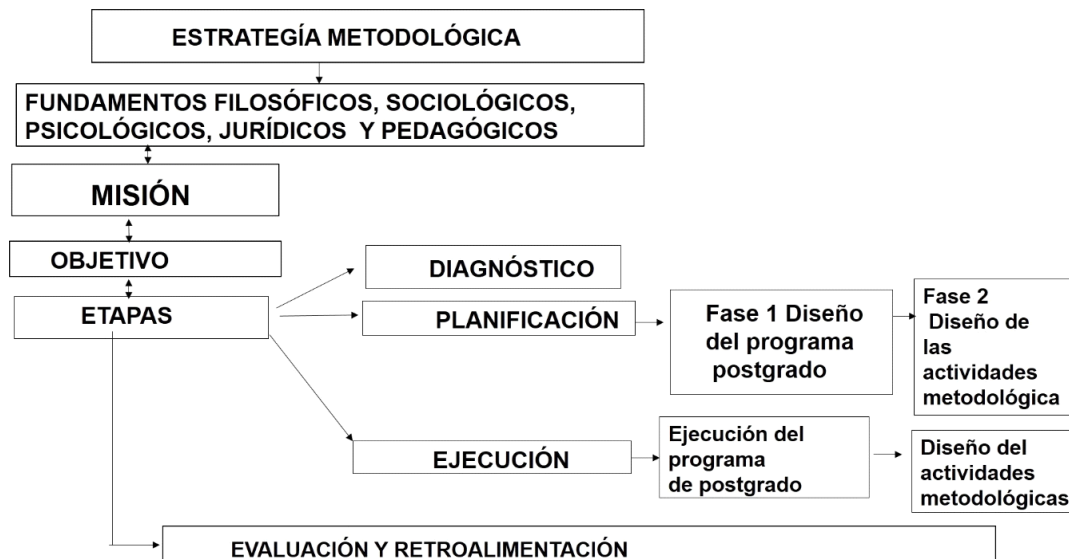 ESTRATEGÍA METODOLÓGICA
FUNDAMENTOS FILOSÓFICOS, SOCIOLÓGICOS,
PSICOLÓGICOS, JURÍDICOS Y PEDAGÓGICOS
MISIÓN
OBJETIVO
ETAPAS
DIAGNÓSTICO
PLANIFICACIÓN
Fase 1 Diseño
del programa
postgrado
Fase 2
Diseño de
las
actividades
metodológica
EJECUCIÓN
Ejecución del
programa
de postgrado
Diseño del
actividades
metodológicas
EVALUACIÓN Y RETROALIMENTACIÓN